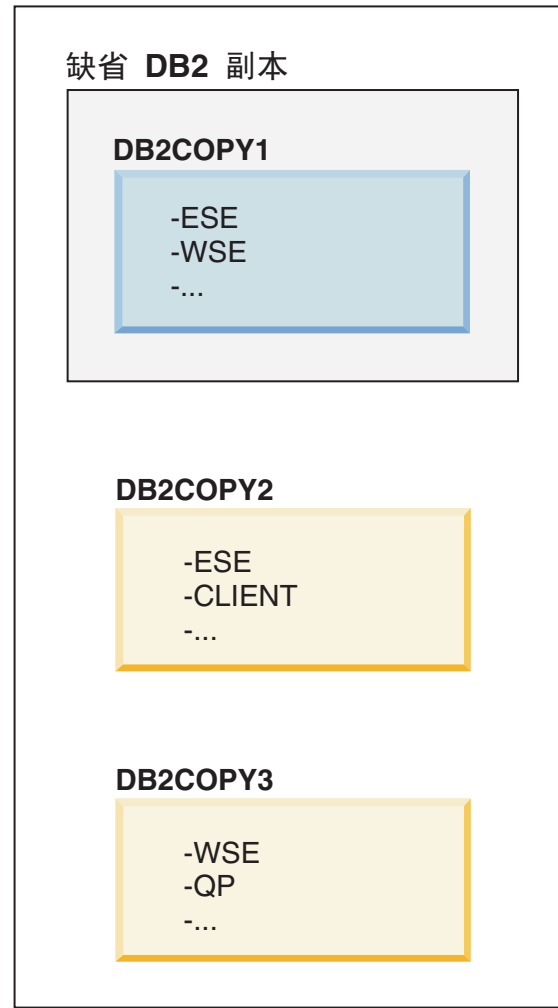 缺省 DB2 副本
DB2COPY1
-ESE
-WSE
-...
DB2COPY2
-ESE
-CLIENT
-...
DB2COPY3
-WSE
-QP
-...